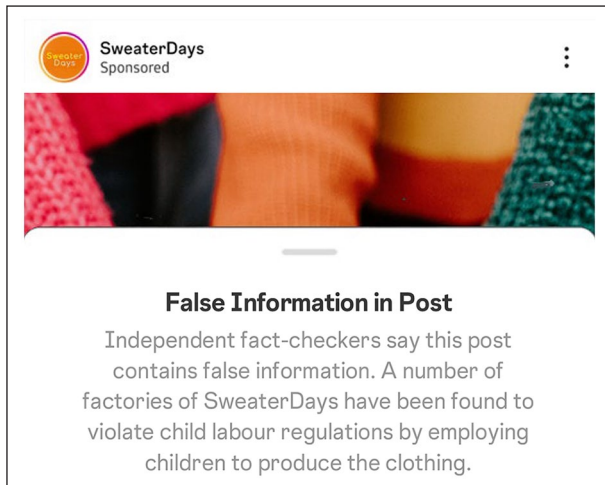 SweaterDays
Sponsored
Sweater
Days
False Information in Post
Independent fact-checkers say this post
contains false information. A number of
factories of SweaterDays have been found to
violate child labour regulations by employing
children to produce the clothing.